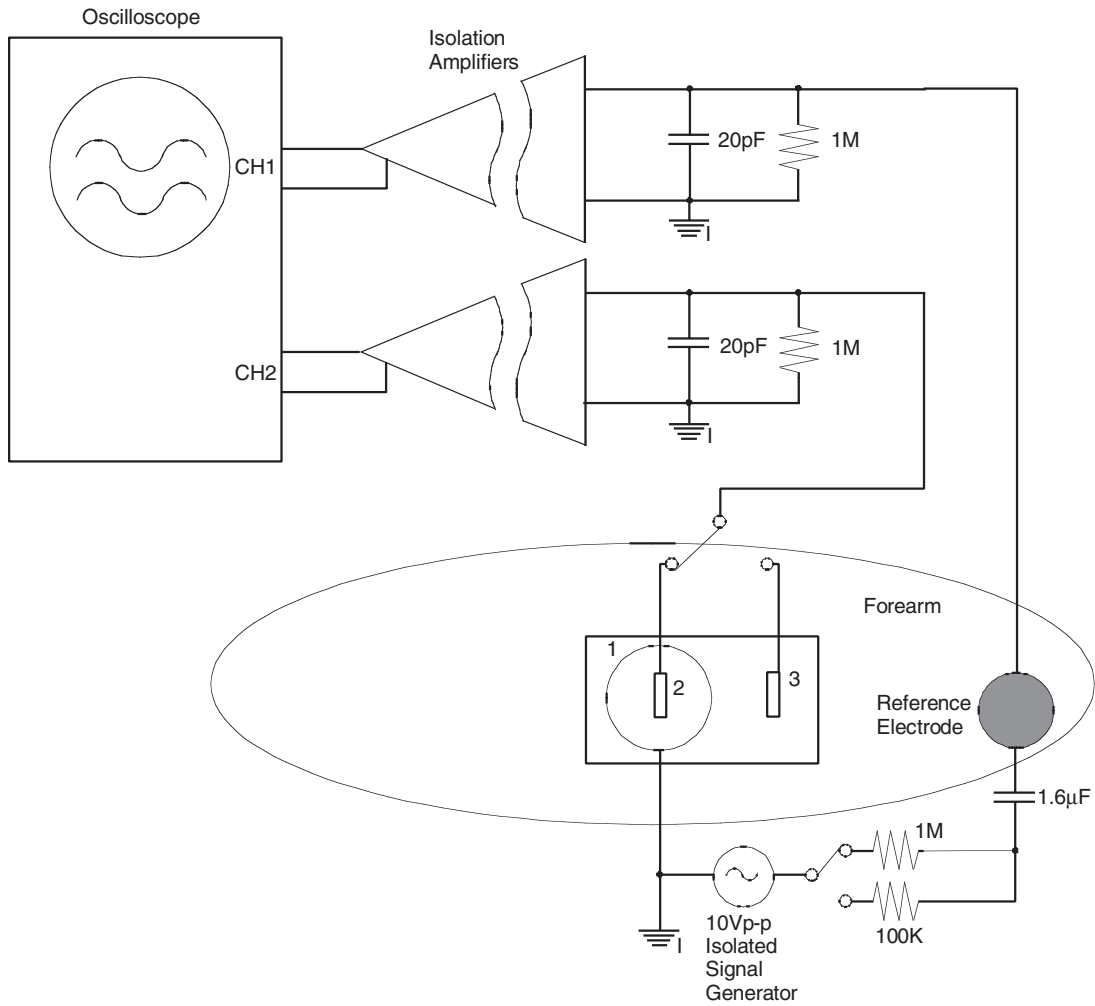 Oscilloscope
Isolation
Amplifiers
CH1
20pF
1M
I
CH2
20pF
1M
I
Forearm
1
2
3
Reference
Electrode
1.6µF
1M
10Vp-p
Isolated
Signal
Generator
100K
I